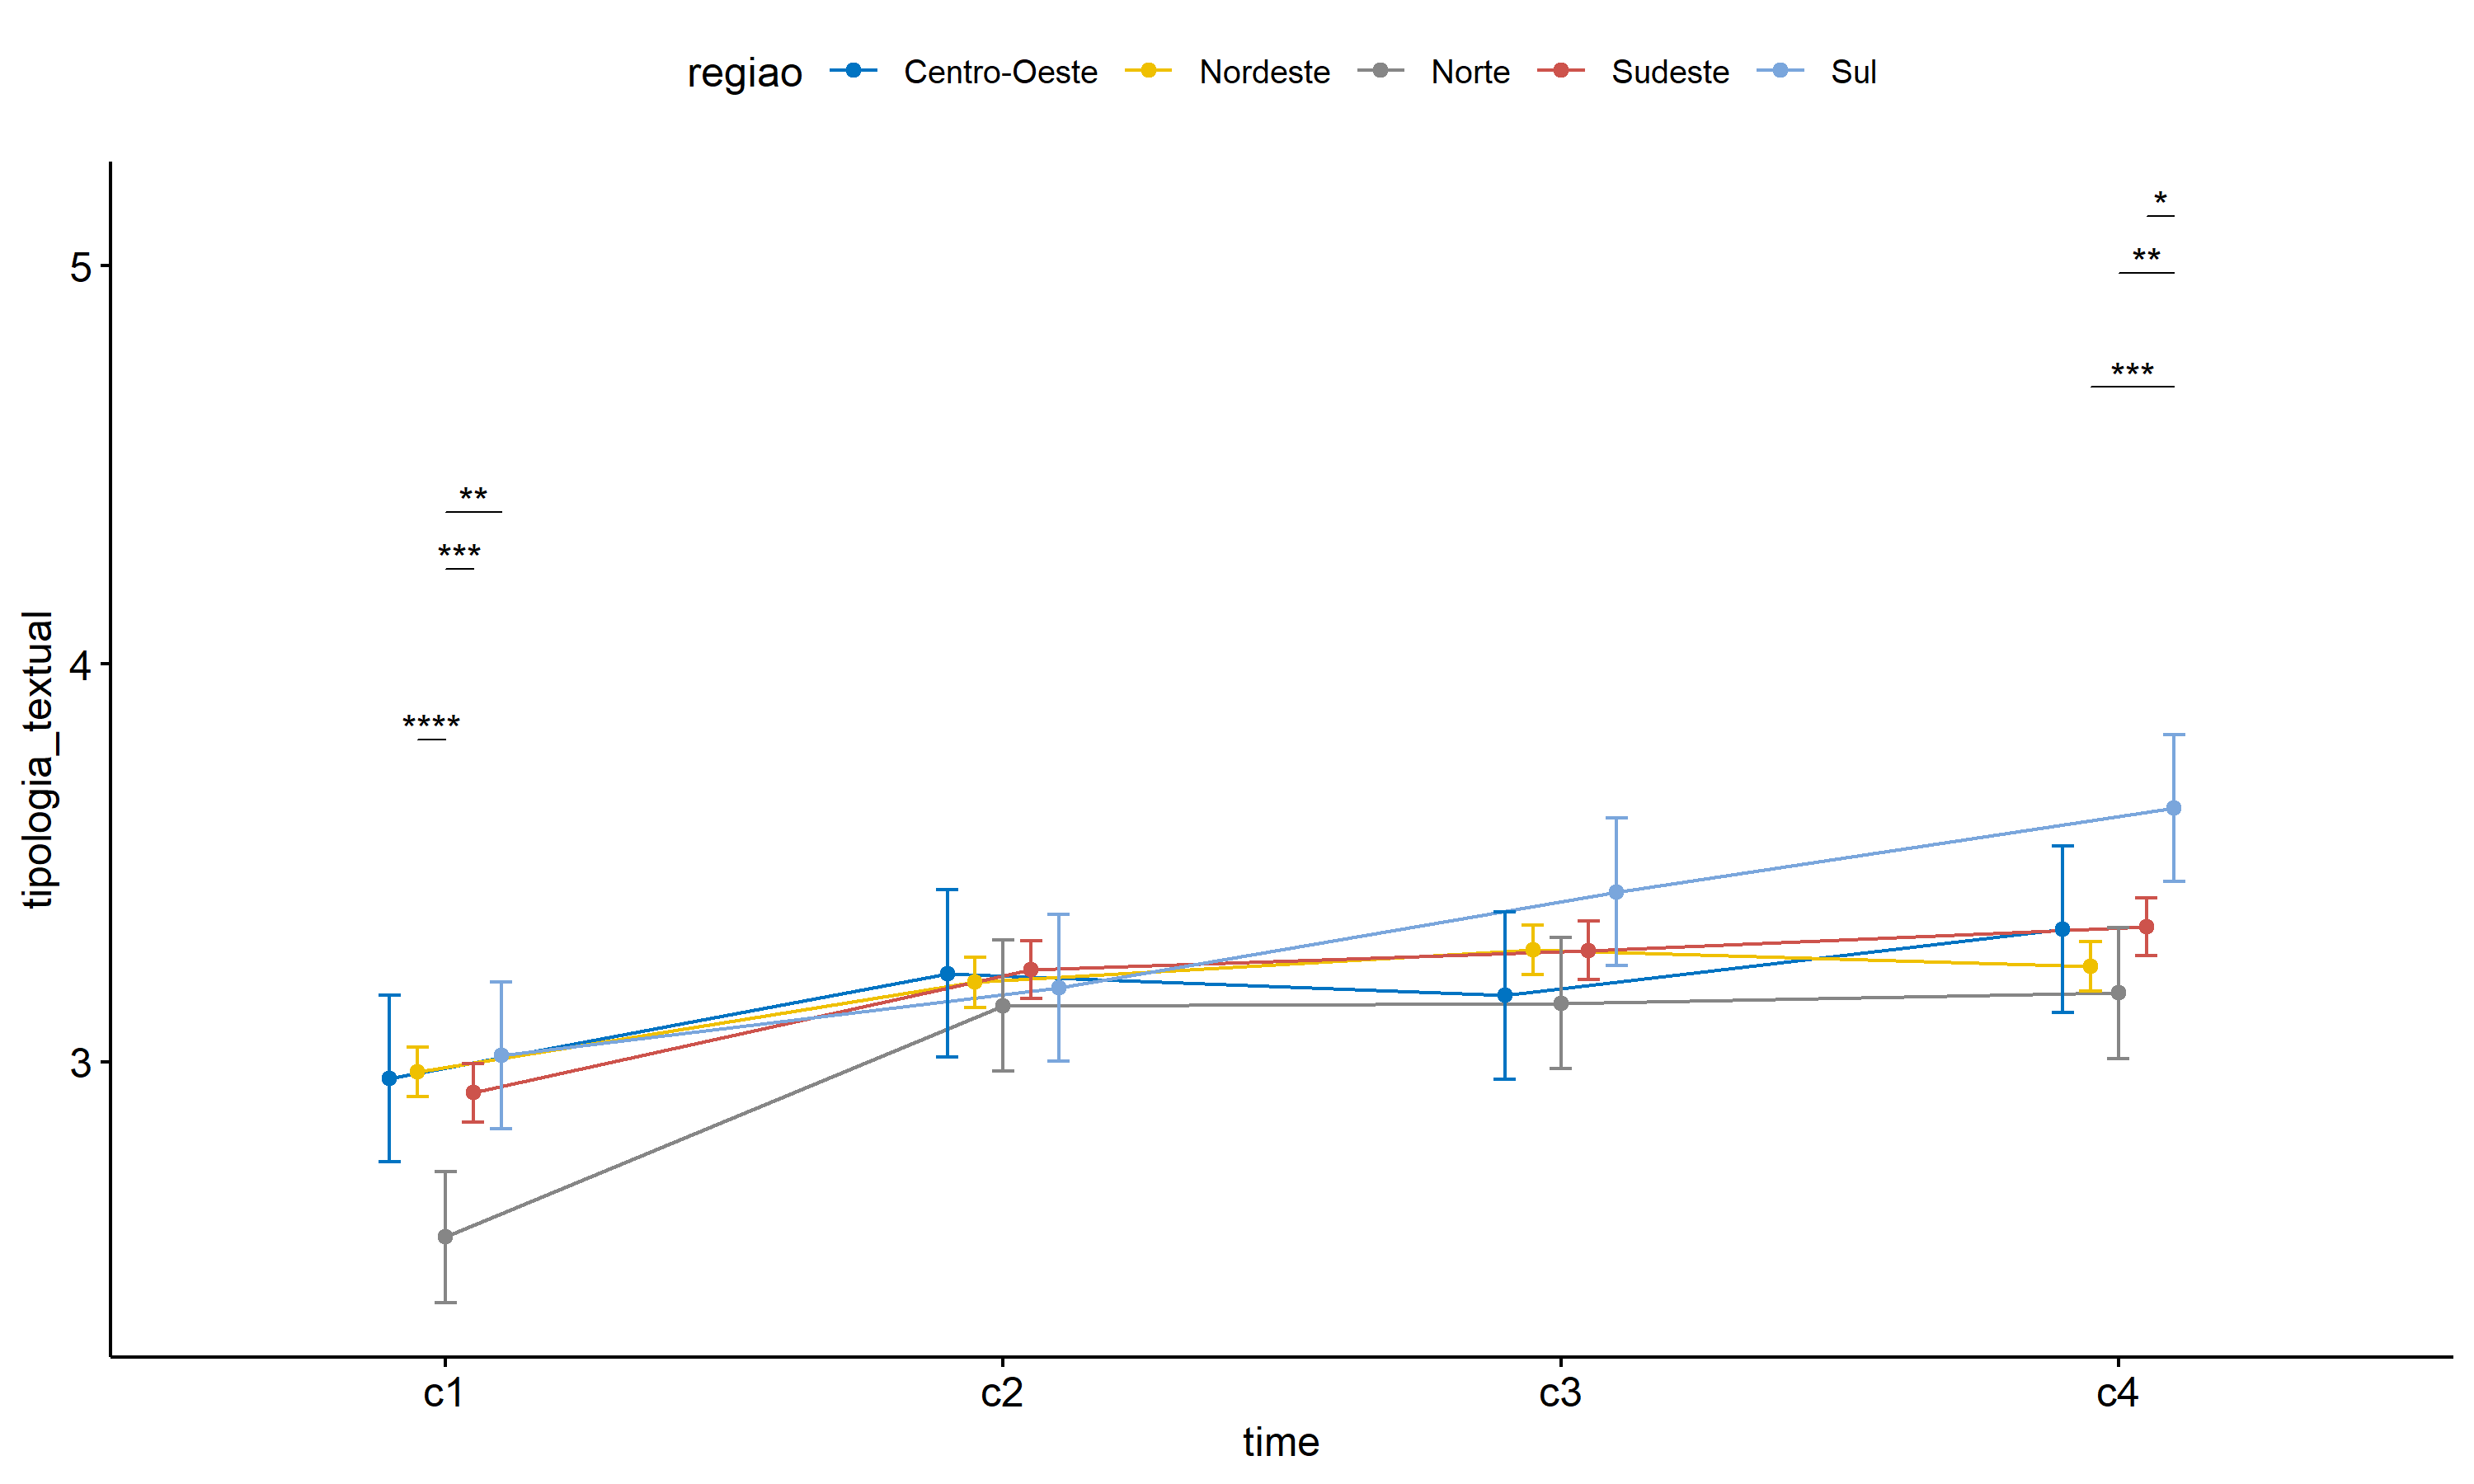 regiao Centro-Oeste Nordeste Norte Sudeste Sul
*
5
**
***
**
***
4
****
tipologia_textual
3
c1 c2 c3 c4
time